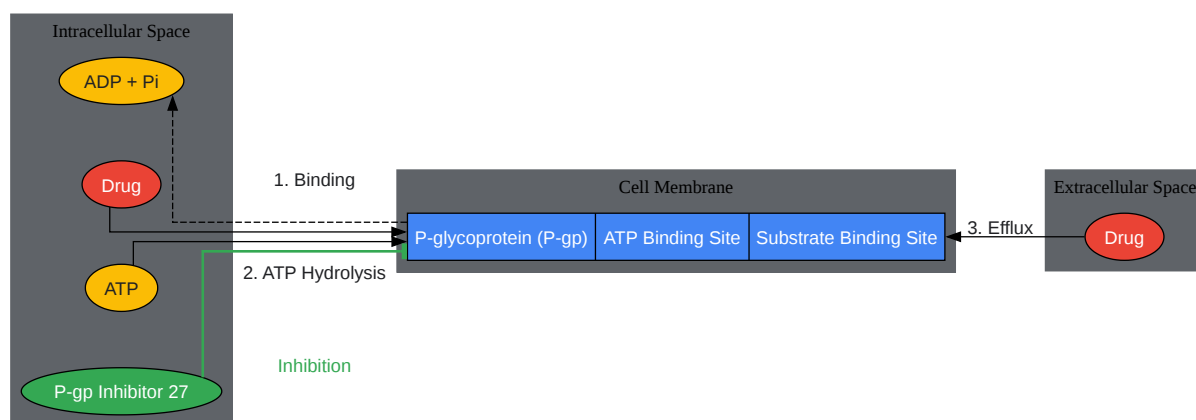 Intracellular Space
ADP + Pi
Drug
ATP
P-gp Inhibitor 27
1. Binding
2. ATP Hydrolysis
Inhibition
Cell Membrane
P-glycoprotein (P-gp)
ATP Binding Site
Substrate Binding Site
3. Efflux
Extracellular Space
Drug